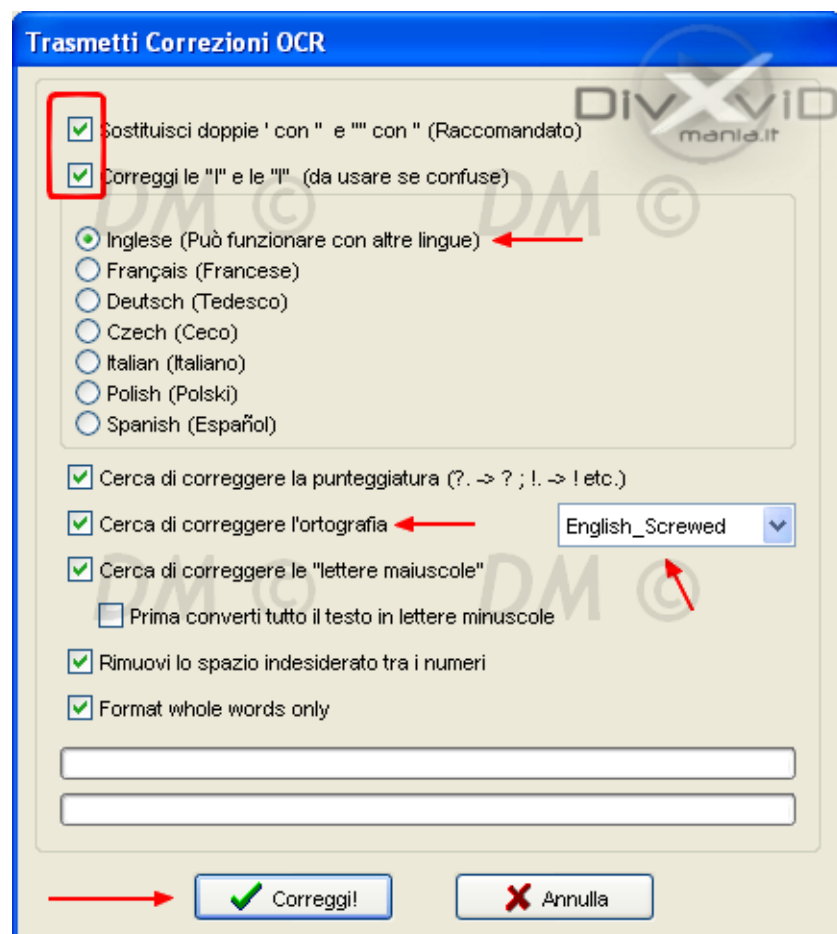 Trasmetti Correzioni OCR
DivXviD
mania.it
Sostituisci doppie ' con " e "" con " (Raccomandato)
Correggi le "I" e le "l" (da usare se confuse)
DM © DM ©
Inglese (Può funzionare con altre lingue)
Français (Francese)
Deutsch (Tedesco)
Czech (Ceco)
Italian (Italiano)
Polish (Polski)
Spanish (Español)
Cerca di correggere la punteggiatura (?. -> ? ; !. -> ! etc.)
Cerca di correggere l'ortografia
English_Screwed
Cerca di correggere le "lettere maiuscole"
DM © DM ©
Prima converti tutto il testo in lettere minuscole
Rimuovi lo spazio indesiderato tra i numeri
Format whole words only
Correggi!
Annulla